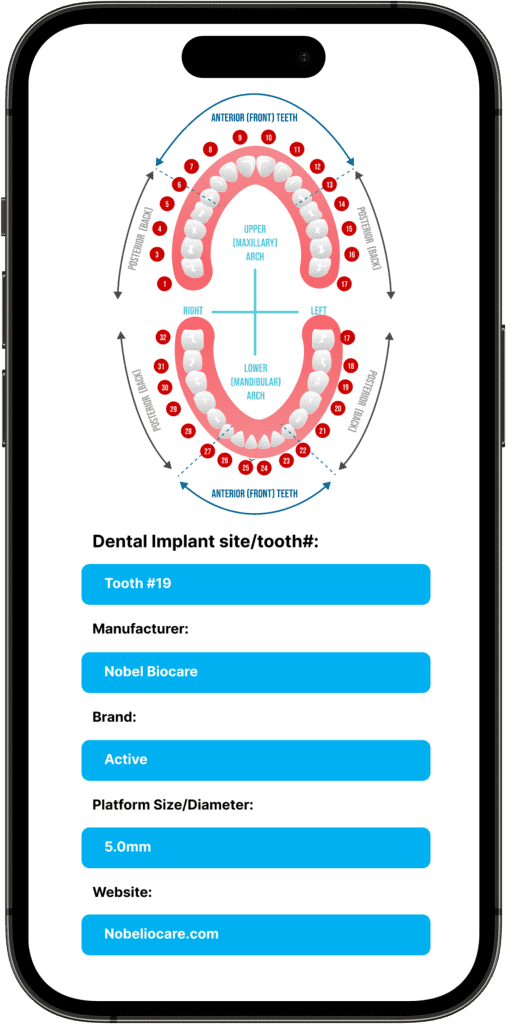 ANTERIOR (FRONT) TEETH
9 10
8 11
7 12
6 13
5 14
4 15
3 16
1 17
POSTERIOR (BACK)
POSTERIOR (BACK)
UPPER
(MAXILLARY)
ARCH
RIGHT LEFT
LOWER
(MANDIBULAR)
ARCH
32 17
31 18
30 19
29 20
28 21
27 22
26 23
25 24
POSTERIOR (BACK)
POSTERIOR (BACK)
ANTERIOR (FRONT) TEETH
Dental Implant site/tooth#:
Tooth #19
Manufacturer:
Nobel Biocare
Brand:
Active
Platform Size/Diameter:
5.0mm
Website:
Nobeliocare.com